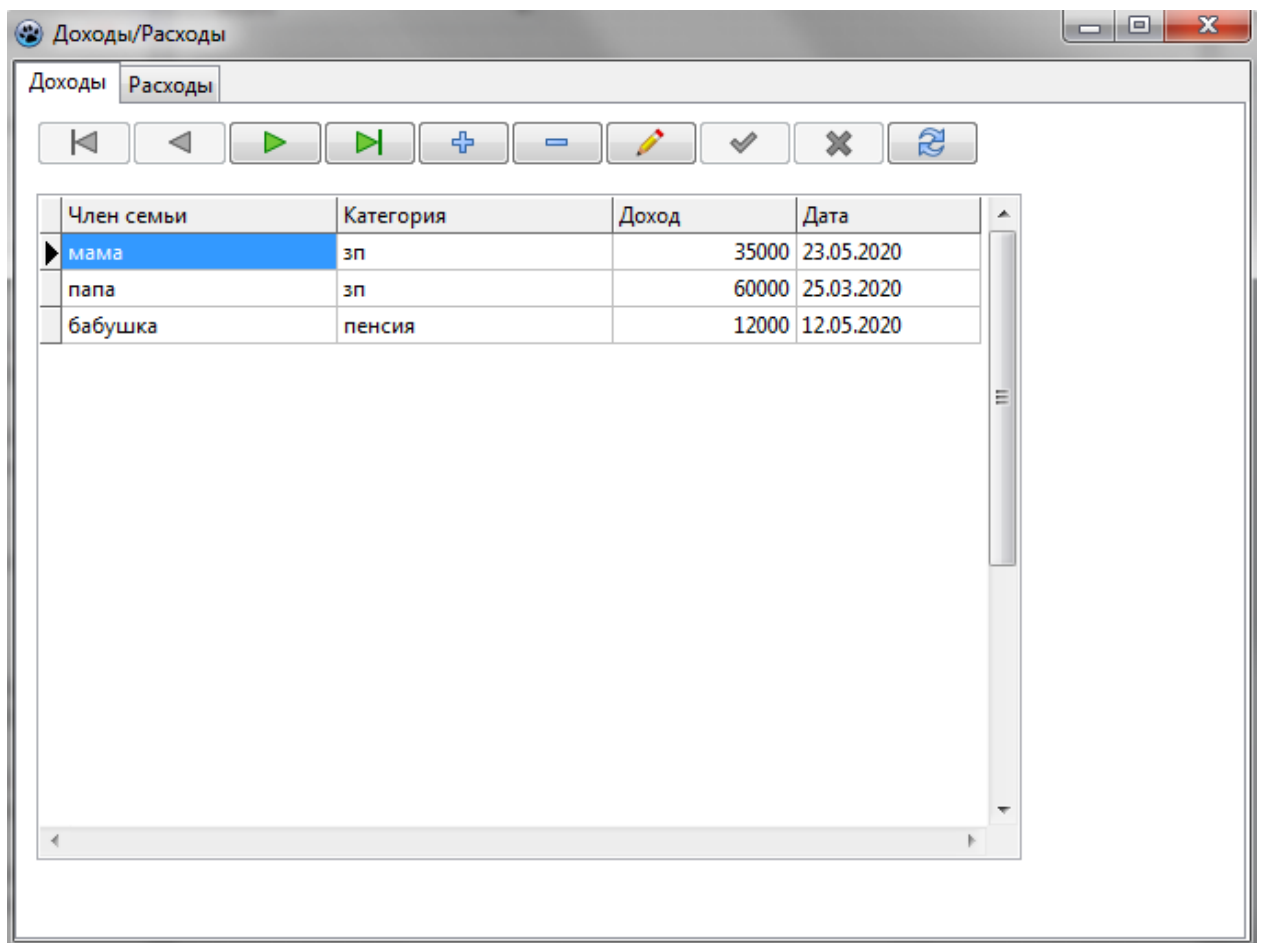 Доходы/Расходы
Доходы Расходы
Член семьи Категория Доход Дата
мама зп 35000 23.05.2020
папа зп 60000 25.03.2020
бабушка пенсия 12000 12.05.2020